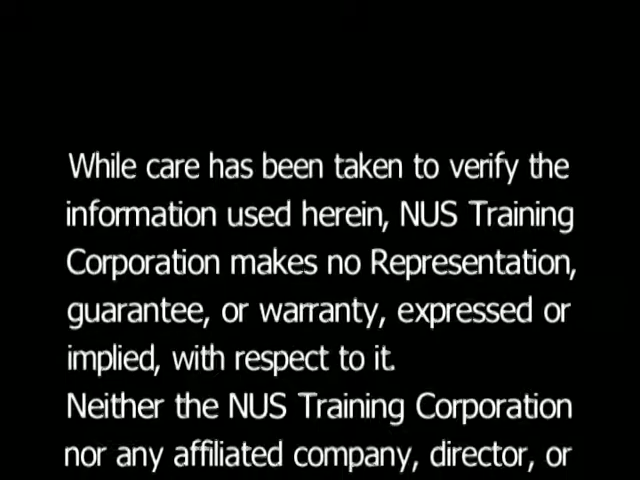 While care has been taken to verify the
information used herein, NUS Training
Corporation makes no Representation,
guarantee, or warranty, expressed or
implied, with respect to it.
Neither the NUS Training Corporation
nor any affiliated company, director, or